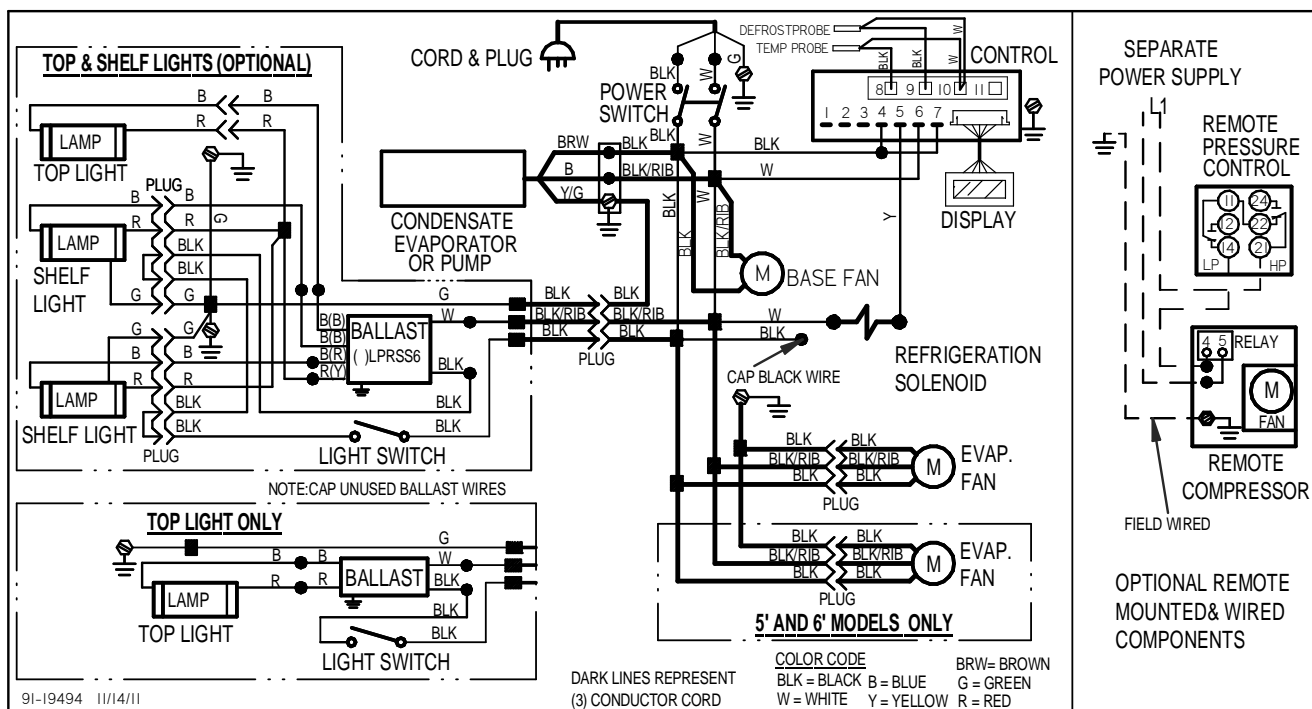 TOP & SHELF LIGHTS (OPTIONAL)
B
B
R
R
LAMP
TOP LIGHT
PLUG
B
B
R
R
G
LAMP
BLK
BLK
SHELF
LIGHT
G
G
G
G
B
B
R
R
LAMP
BLK
BLK
SHELF LIGHT
PLUG
B(B)
B(B)
B(R)
R(Y)
BALLAST
( )LPRSS6
G
W
BLK
BLK
BLK
LIGHT SWITCH
NOTE:CAP UNUSED BALLAST WIRES
TOP LIGHT ONLY
G
B
B
W
R
R
BALLAST
BLK
LAMP
TOP LIGHT
BLK
BLK
LIGHT SWITCH
91-19494 11/14/11
CORD & PLUG
BLK
W
G
POWER
SWITCH
BLK
W
BRW
BLK
BLK
B
BLK/RIB
W
Y/G
CONDENSATE
EVAPORATOR
OR PUMP
BLK
W
BLK
BLK/RIB
M
BASE FAN
BLK
BLK
BLK/RIB
BLK/RIB
BLK
BLK
PLUG
W
BLK
CAP BLACK WIRE
REFRIGERATION
SOLENOID
DEFROSTPROBE
TEMP PROBE
BLK
BLK
W
W
CONTROL
8
9
10
11
1 2 3 4 5 6 7
Y
DISPLAY
BLK
BLK
BLK/RIB
BLK/RIB
BLK
BLK
PLUG
M
EVAP.
FAN
BLK
BLK
BLK/RIB
BLK/RIB
BLK
BLK
PLUG
M
EVAP.
FAN
5' AND 6' MODELS ONLY
DARK LINES REPRESENT
(3) CONDUCTOR CORD
COLOR CODE
BLK = BLACK
B = BLUE
BRW= BROWN
G = GREEN
W = WHITE
Y = YELLOW
R = RED
SEPARATE
POWER SUPPLY
L1
REMOTE
PRESSURE
CONTROL
11
24
12
22
14
21
LP
HP
4
5
RELAY
M
FAN
REMOTE
COMPRESSOR
FIELD WIRED
OPTIONAL REMOTE
MOUNTED& WIRED
COMPONENTS